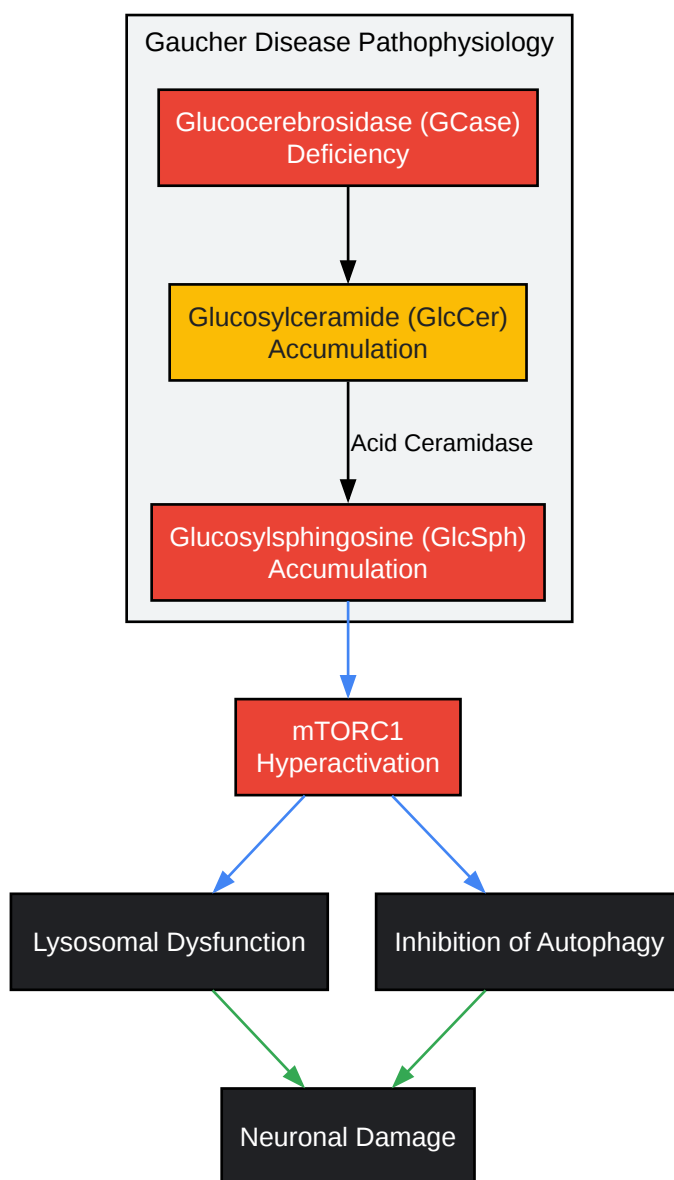 Gaucher Disease Pathophysiology
Glucocerebrosidase (GCase)
Deficiency
Glucosylceramide (GlcCer)
Accumulation
Acid Ceramidase
Glucosylsphingosine (GlcSph)
Accumulation
mTORC1
Hyperactivation
Lysosomal Dysfunction
Inhibition of Autophagy
Neuronal Damage